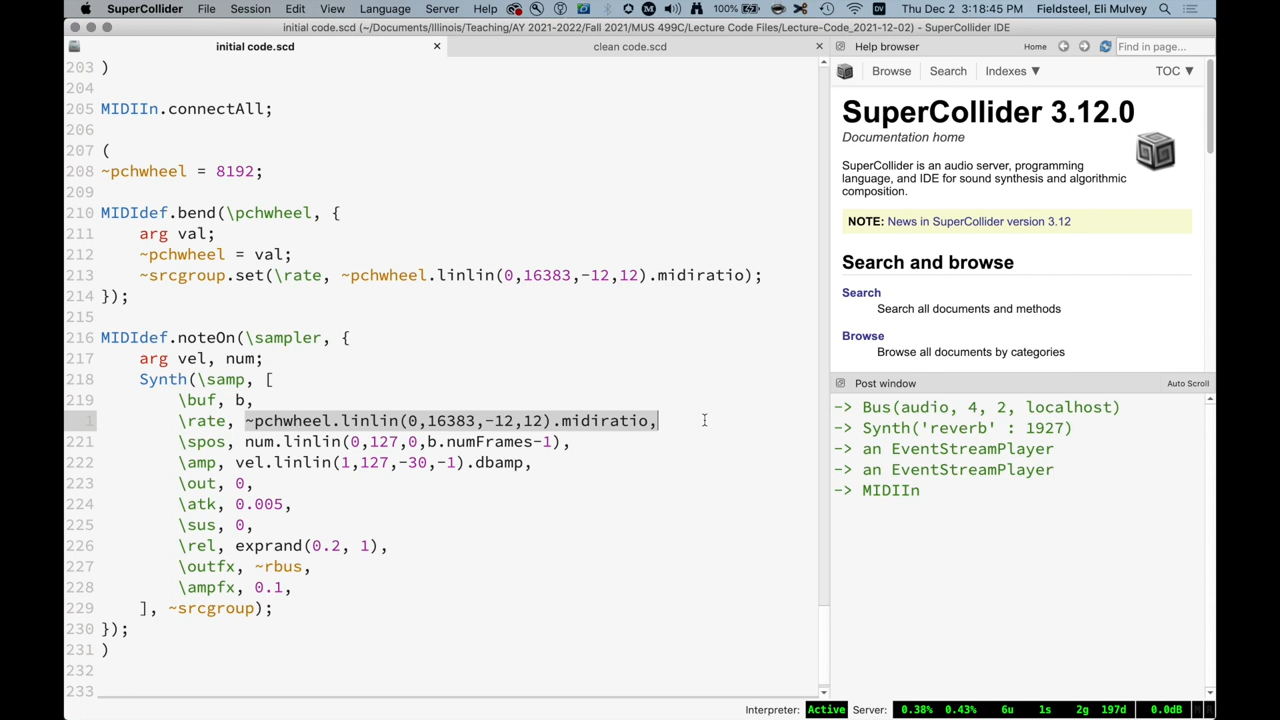 SuperCollider File Session Edit View Language Server Help 100% Thu Dec 2 3:18:45 PM Fieldsteel, Eli Mulvey
initial code.scd (~/Documents/Illinois/Teaching/AY 2021-2022/Fall 2021/MUS 499C/Lecture Code Files/Lecture-Code_2021-12-02) - SuperCollider IDE
initial code.scd × clean code.scd ×
203 )
204
205 MIDIIn.connectAll;
206
207 (
208 ~pchwheel = 8192;
209
210 MIDIdef.bend(\pchwheel, {
211 arg val;
212 ~pchwheel = val;
213 ~srcgroup.set(\rate, ~pchwheel.linlin(0,16383,-12,12).midiratio);
214 });
215
216 MIDIdef.noteOn(\sampler, {
217 arg vel, num;
218 Synth(\samp, [
219 \buf, b,
1 \rate, ~pchwheel.linlin(0,16383,-12,12).midiratio,
221 \spos, num.linlin(0,127,0,b.numFrames-1),
222 \amp, vel.linlin(1,127,-30,-1).dbamp,
223 \out, 0,
224 \atk, 0.005,
225 \sus, 0,
226 \rel, exprand(0.2, 1),
227 \outfx, ~rbus,
228 \ampfx, 0.1,
229 ], ~srcgroup);
230 });
231 )
232
233
Help browser Home Find in page...
Browse Search Indexes ▼ TOC ▼
SuperCollider 3.12.0
Documentation home
SuperCollider is an audio server, programming
language, and IDE for sound synthesis and algorithmic
composition.
NOTE: News in SuperCollider version 3.12
Search and browse
Search
Search all documents and methods
Browse
Browse all documents by categories
Post window Auto Scroll
-> Bus(audio, 4, 2, localhost)
-> Synth('reverb' : 1927)
-> an EventStreamPlayer
-> an EventStreamPlayer
-> MIDIIn
Interpreter: Active Server: 0.38% 0.43% 6u 1s 2g 197d 0.0dB M R